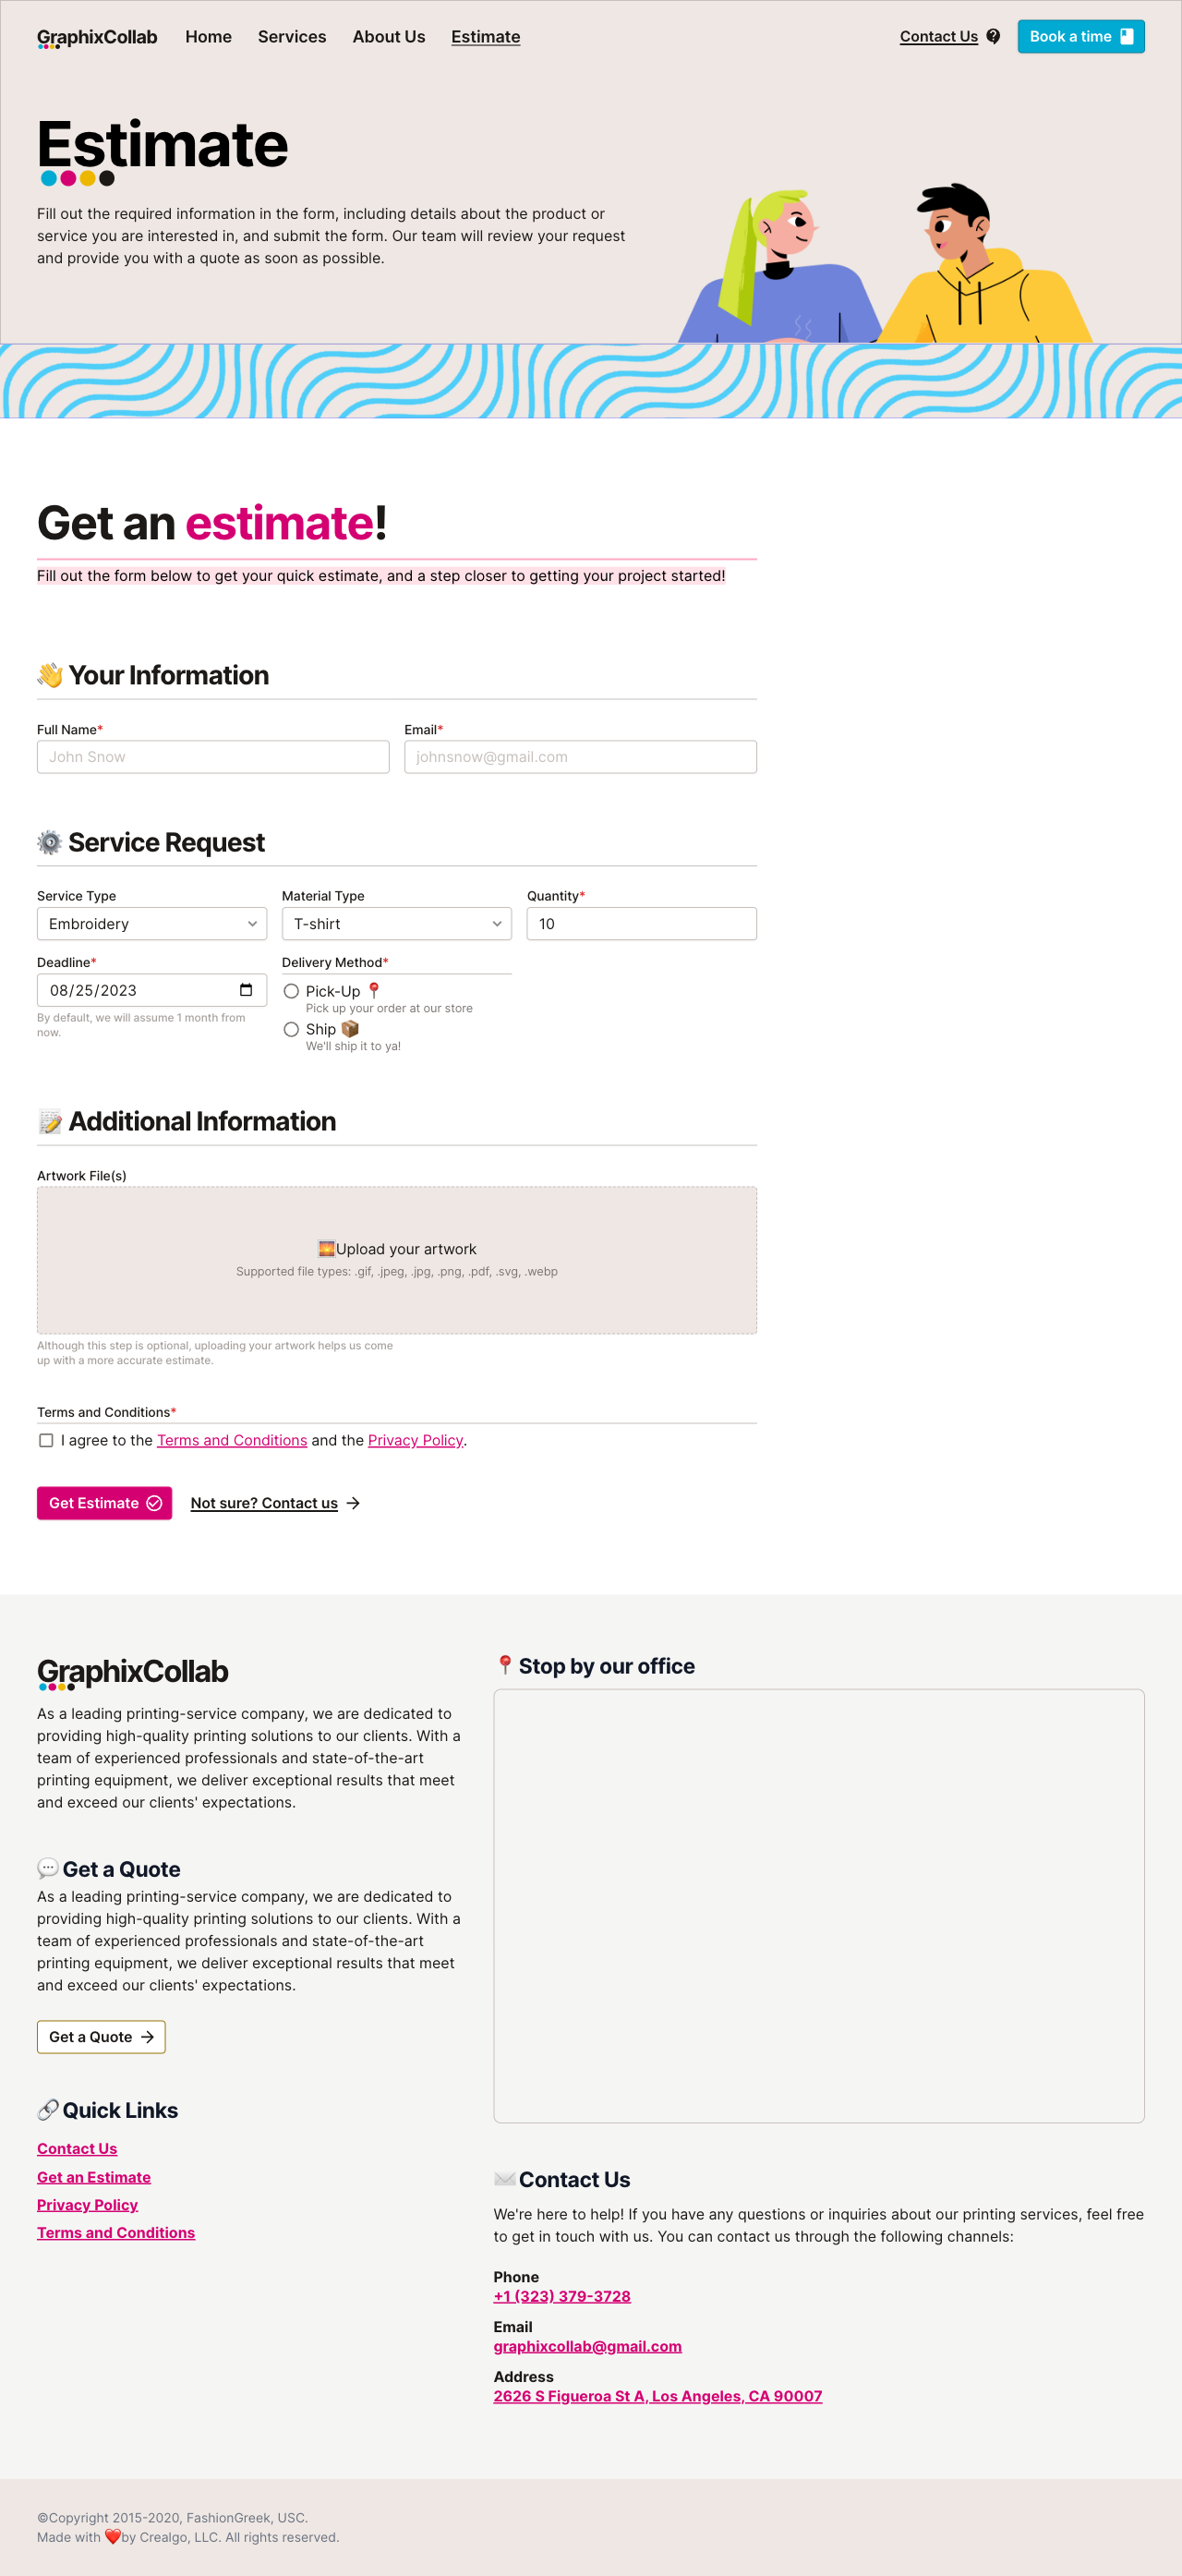 GraphixCollab Home Services About Us Estimate Contact Us Book a time
Estimate
Fill out the required information in the form, including details about the product or
service you are interested in, and submit the form. Our team will review your request
and provide you with a quote as soon as possible.
Get an estimate!
Fill out the form below to get your quick estimate, and a step closer to getting your project started!
👋 Your Information
Full Name* Email*
John Snow johnsnow@gmail.com
⚙️ Service Request
Service Type Material Type Quantity*
Embroidery T-shirt 10
Deadline* Delivery Method*
08/25/2023 Pick-Up 📍
Pick up your order at our store
By default, we will assume 1 month from
now.
Ship 📦
We'll ship it to ya!
📝 Additional Information
Artwork File(s)
🌅Upload your artwork
Supported file types: .gif, .jpeg, .jpg, .png, .pdf, .svg, .webp
Although this step is optional, uploading your artwork helps us come
up with a more accurate estimate.
Terms and Conditions*
I agree to the Terms and Conditions and the Privacy Policy.
Get Estimate Not sure? Contact us
GraphixCollab
As a leading printing-service company, we are dedicated to
providing high-quality printing solutions to our clients. With a
team of experienced professionals and state-of-the-art
printing equipment, we deliver exceptional results that meet
and exceed our clients' expectations.
💬 Get a Quote
As a leading printing-service company, we are dedicated to
providing high-quality printing solutions to our clients. With a
team of experienced professionals and state-of-the-art
printing equipment, we deliver exceptional results that meet
and exceed our clients' expectations.
Get a Quote
🔗 Quick Links
Contact Us
Get an Estimate
Privacy Policy
Terms and Conditions
📍 Stop by our office
✉️ Contact Us
We're here to help! If you have any questions or inquiries about our printing services, feel free
to get in touch with us. You can contact us through the following channels:
Phone
+1 (323) 379-3728
Email
graphixcollab@gmail.com
Address
2626 S Figueroa St A, Los Angeles, CA 90007
©Copyright 2015-2020, FashionGreek, USC.
Made with ❤️by Crealgo, LLC. All rights reserved.